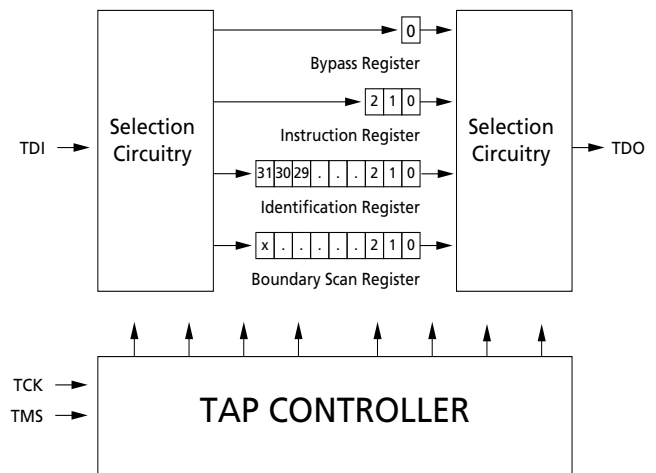 0
Bypass Register
2 1 0
Instruction Register
Selection
Circuitry
Selection
Circuitry
TDI
TDO
31 30 29 . . . 2 1 0
Identification Register
x . . . . . 2 1 0
Boundary Scan Register
TCK
TMS
TAP CONTROLLER